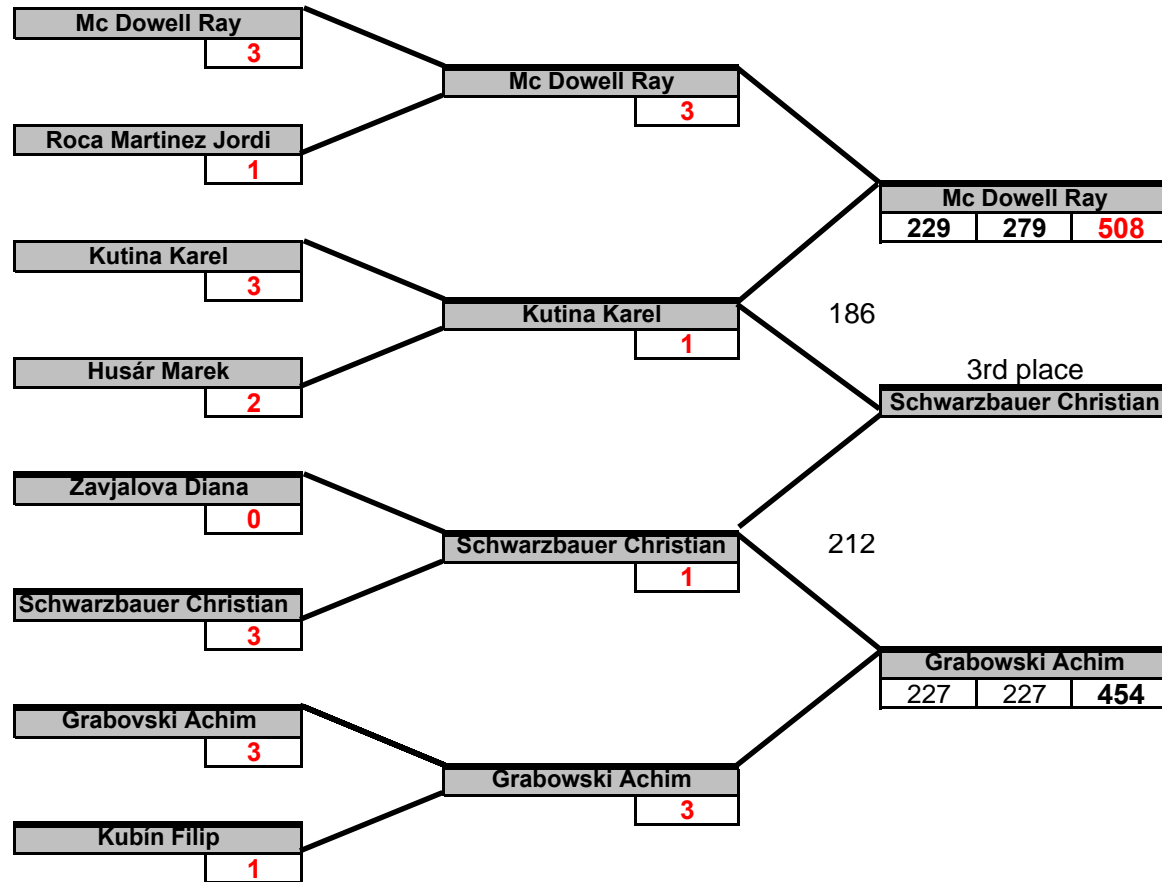 Mc Dowell Ray
3
Mc Dowell Ray
3
Roca Martinez Jordi
1
Mc Dowell Ray
229 279 508
Kutina Karel
3
Kutina Karel
1
186
Husár Marek
2
3rd place
Schwarzbauer Christian
Zavjalova Diana
0
Schwarzbauer Christian
1
212
Schwarzbauer Christian
3
Grabowski Achim
227 227 454
Grabovski Achim
3
Grabowski Achim
3
Kubín Filip
1